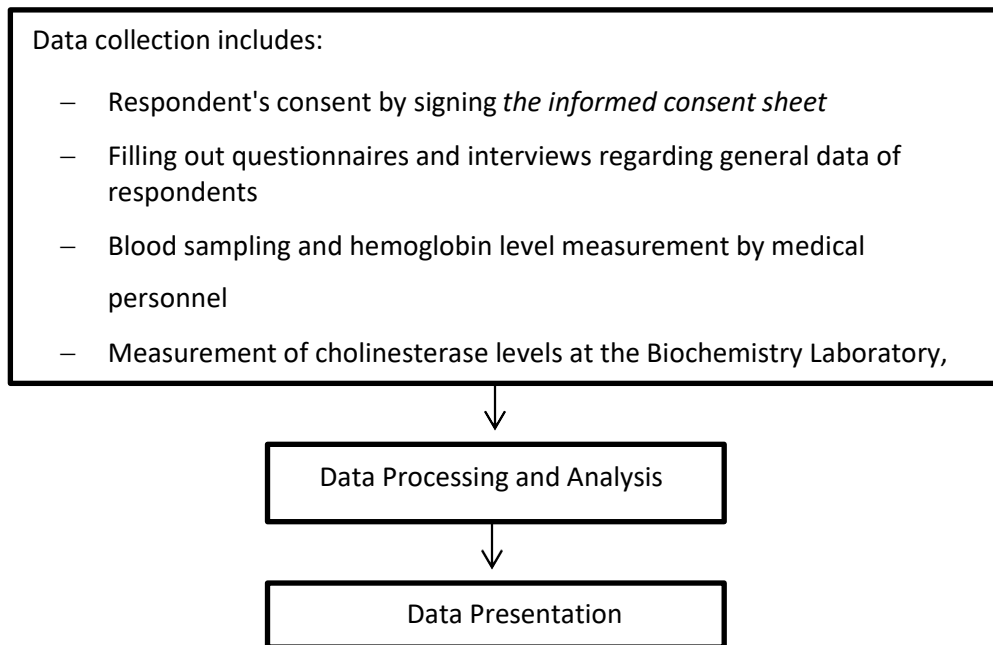 Data collection includes:
– Respondent's consent by signing the informed consent sheet
– Filling out questionnaires and interviews regarding general data of
respondents
– Blood sampling and hemoglobin level measurement by medical
personnel
– Measurement of cholinesterase levels at the Biochemistry Laboratory,
Data Processing and Analysis
Data Presentation